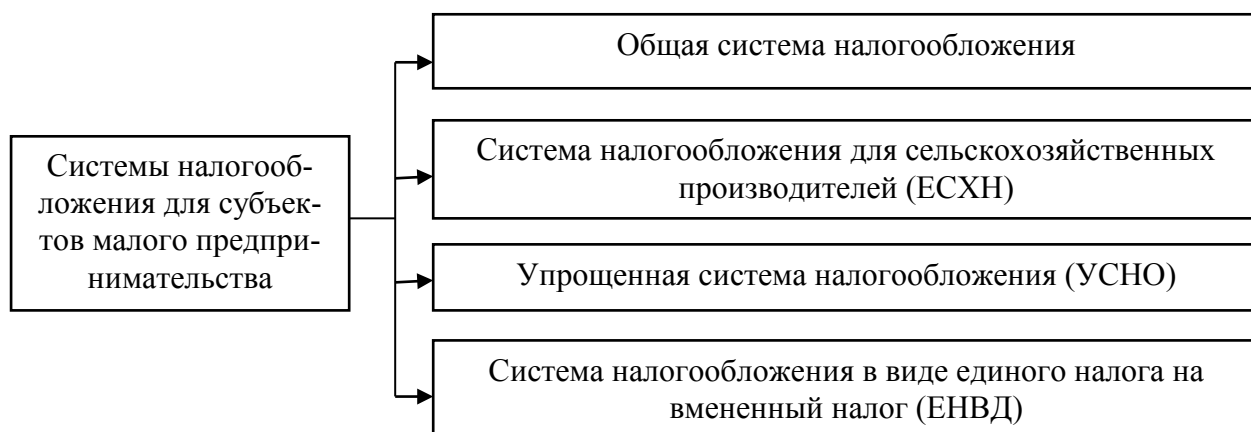 Системы налогооб-
ложения для субъек-
тов малого предпри-
нимательства
Общая система налогообложения
Система налогообложения для сельскохозяйственных
производителей (ЕСХН)
Упрощенная система налогообложения (УСНО)
Система налогообложения в виде единого налога на
вмененный налог (ЕНВД)